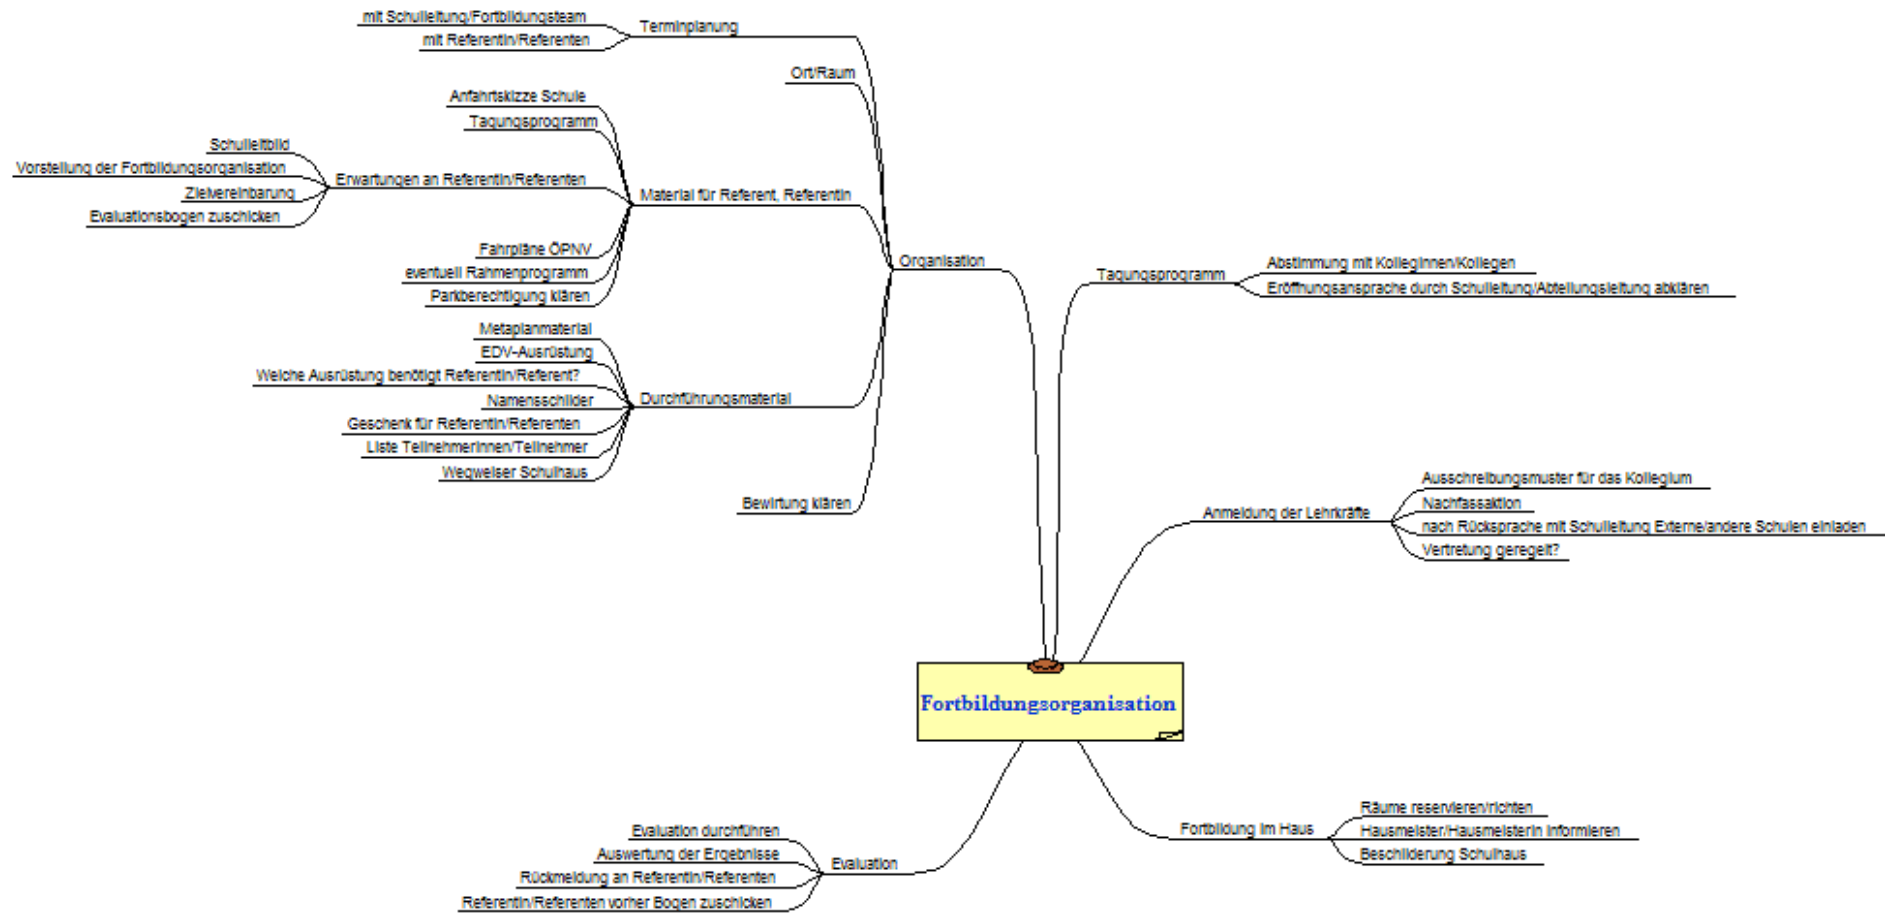 mit Schulleitung/Fortbildungsteam
mit Referentin/Referenten
Terminplanung
Ort/Raum
Anfahrtskizze Schule
Tagungsprogramm
Schulleitbild
Vorstellung der Fortbildungsorganisation
Zielvereinbarung
Evaluationsbogen zuschicken
Erwartungen an Referentin/Referenten
Material für Referent, Referentin
Fahrpläne ÖPNV
eventuell Rahmenprogramm
Parkberechtigung klären
Organisation
Metaplanmaterial
EDV-Ausrüstung
Welche Ausrüstung benötigt Referentin/Referent?
Namensschilder
Geschenk für Referentin/Referenten
Liste Teilnehmerinnen/Teilnehmer
Wegweiser Schulhaus
Durchführungsmaterial
Bewirtung klären
Tagungsprogramm
Abstimmung mit Kolleginnen/Kollegen
Eröffnungsansprache durch Schulleitung/Abteilungsleitung abklären
Anmeldung der Lehrkräfte
Ausschreibungsmuster für das Kollegium
Nachfassaktion
nach Rücksprache mit Schulleitung Externe/andere Schulen einladen
Vertretung geregelt?
Fortbildungsorganisation
Fortbildung im Haus
Räume reservieren/richten
Hausmeister/Hausmeisterin informieren
Beschilderung Schulhaus
Evaluation durchführen
Auswertung der Ergebnisse
Rückmeldung an Referentin/Referenten
Referentin/Referenten vorher Bogen zuschicken
Evaluation